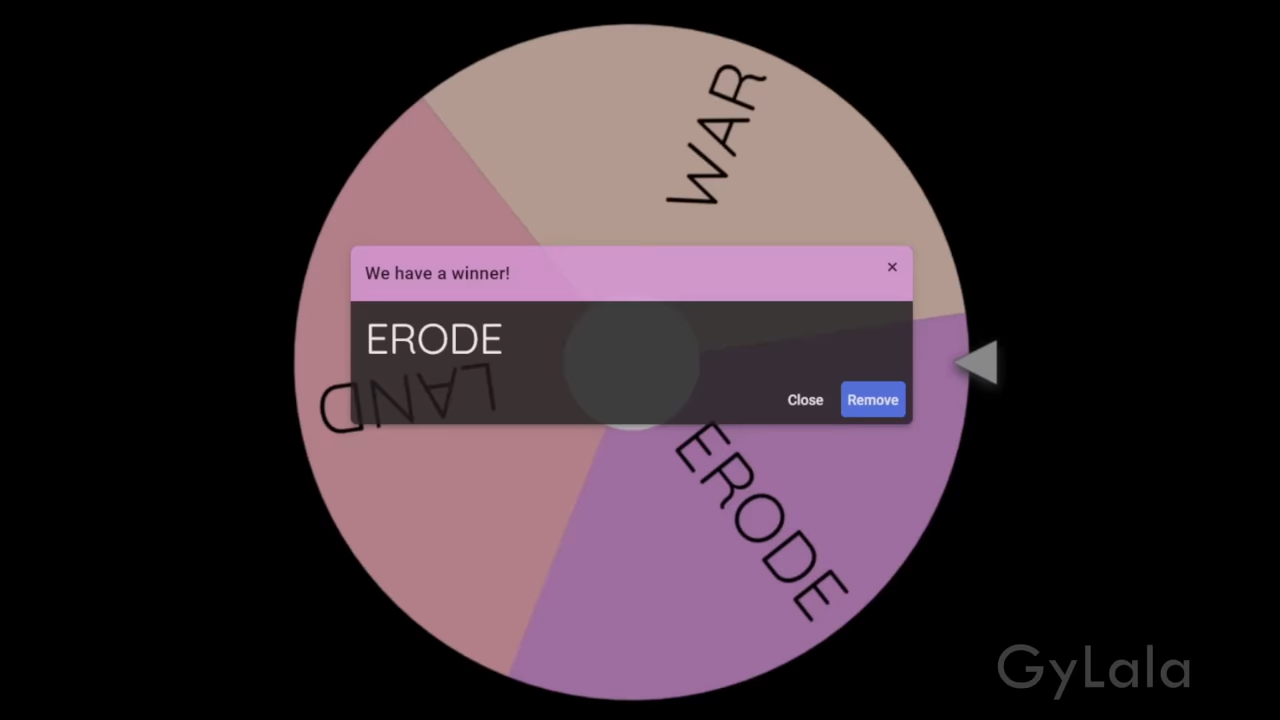 WAR
We have a winner!
×
ERODE
LAND
Close
Remove
ERODE
GyLala